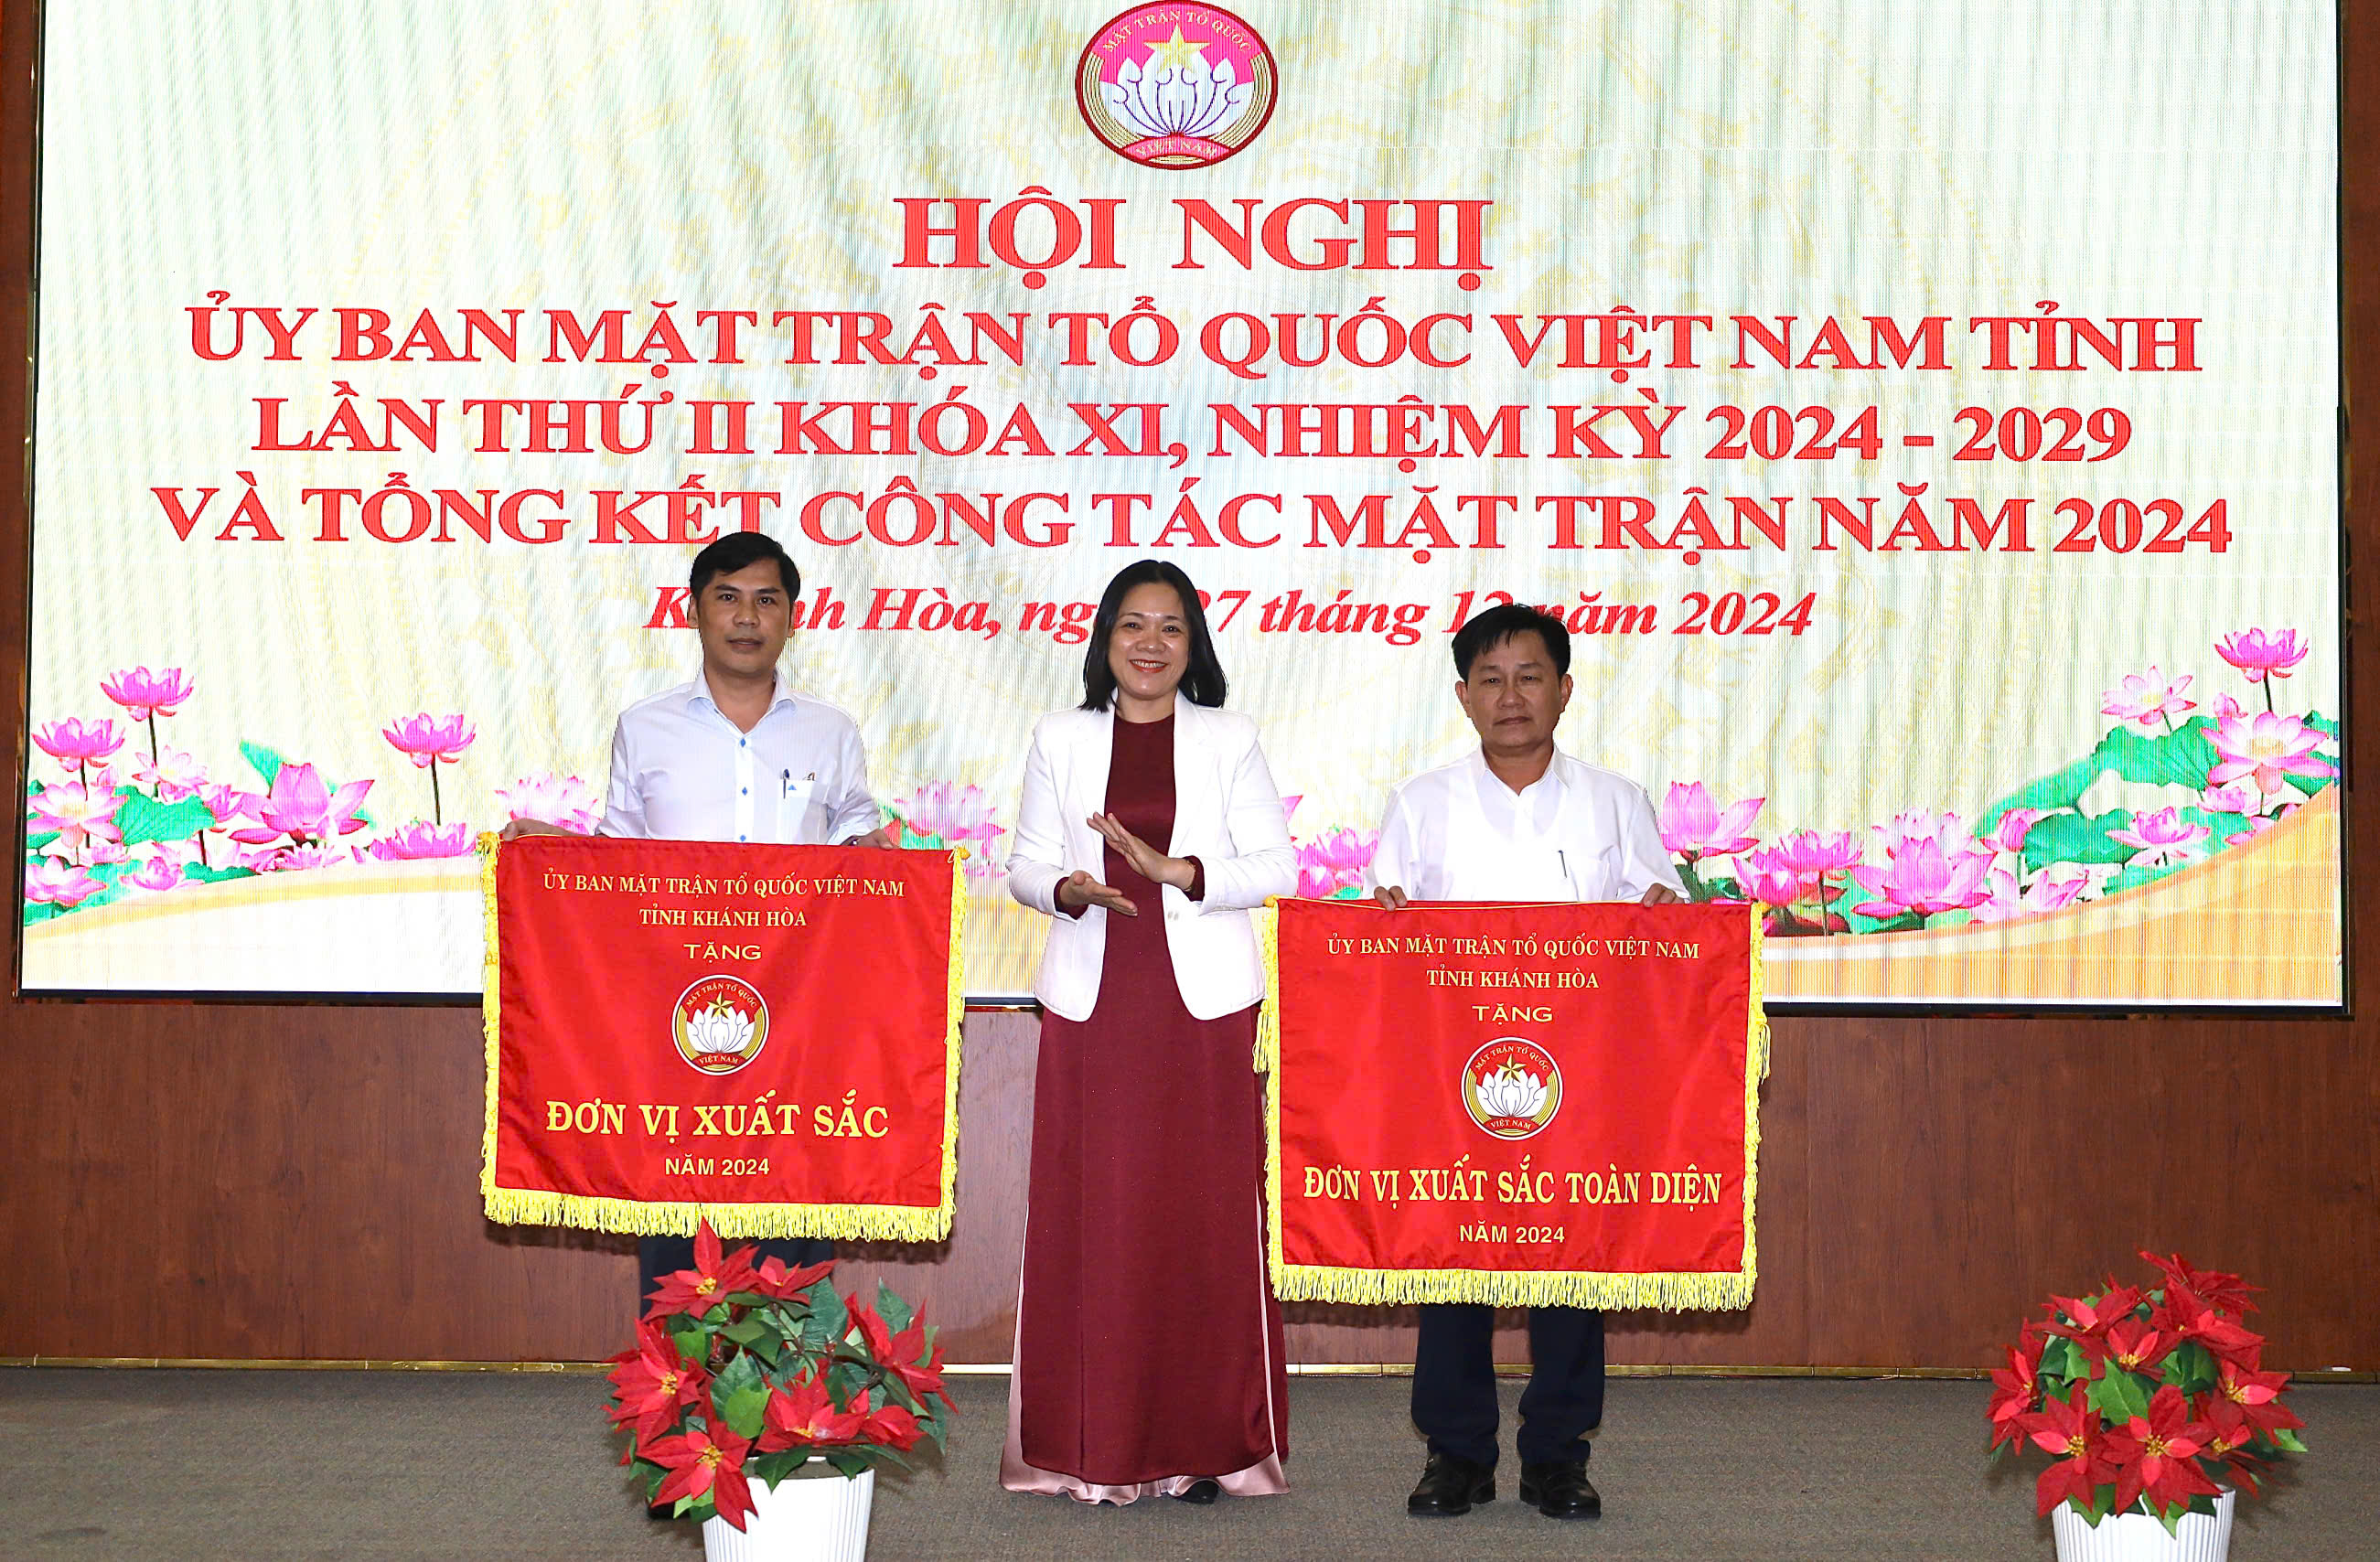 MẶT TRẬN TỔ QUỐC
VIỆT NAM
HỘI NGHỊ
ỦY BAN MẶT TRẬN TỔ QUỐC VIỆT NAM TỈNH
LẦN THỨ II KHÓA XI, NHIỆM KỲ 2024 - 2029
VÀ TỔNG KẾT CÔNG TÁC MẶT TRẬN NĂM 2024
Hòa, 27 tháng năm 2024
ỦY BAN MẶT TRẬN TỔ QUỐC VIỆT NAM
TỈNH KHÁNH HÒA
TẶNG
MẶT TRẬN TỔ QUỐC
VIỆT NAM
ĐƠN VỊ XUẤT SẮC
NĂM 2024
ỦY BAN MẶT TRẬN TỔ QUỐC VIỆT NAM
TỈNH KHÁNH HÒA
TẶNG
MẶT TRẬN TỔ QUỐC
VIỆT NAM
ĐƠN VỊ XUẤT SẮC TOÀN DIỆN
NĂM 2024